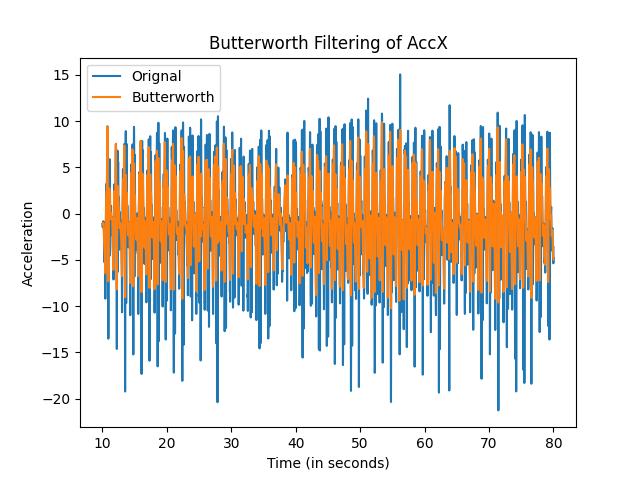 Butterworth Filtering of AccX
Orignal
Butterworth
15
10
5
0
−5
−10
−15
−20
Acceleration
10 20 30 40 50 60 70 80
Time (in seconds)